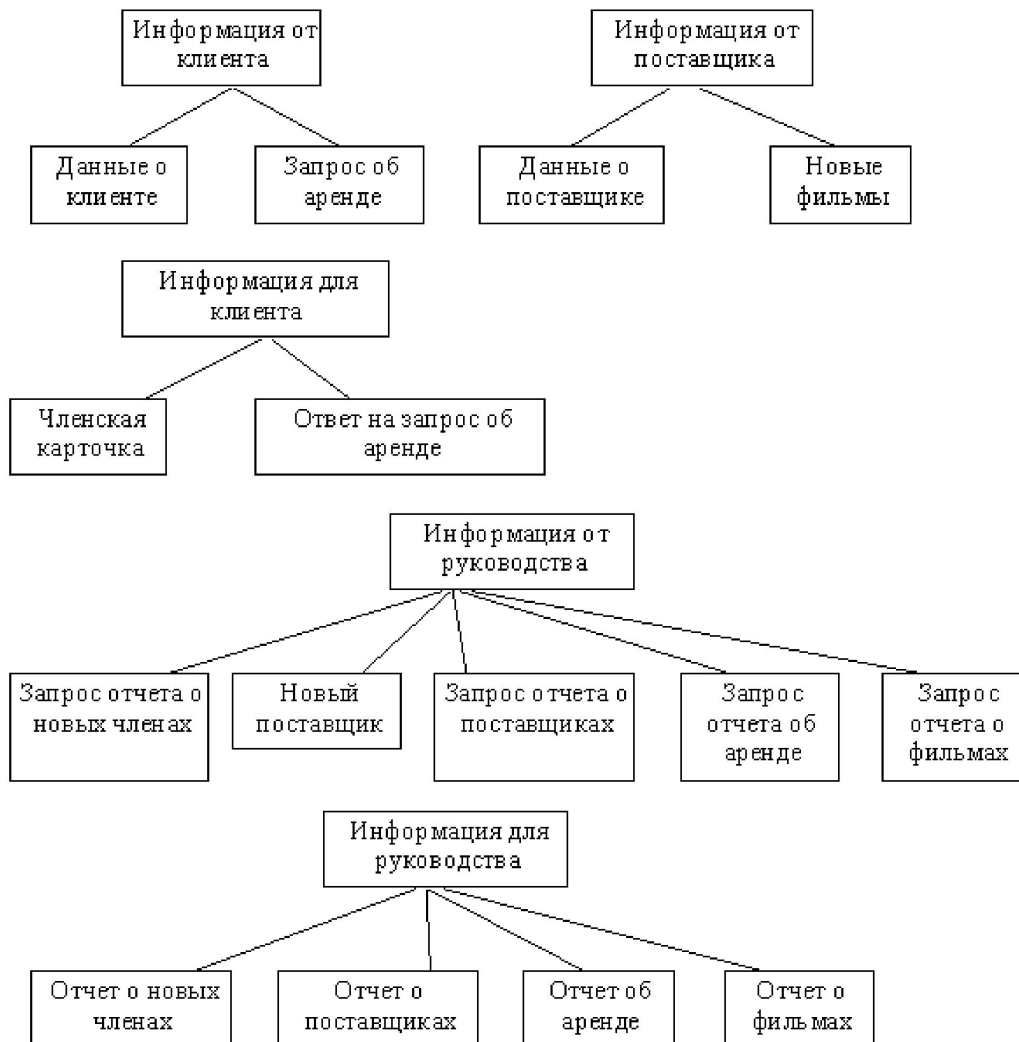 Информация от
клиента
Информация от
поставщика
Данные о
клиенте
Запрос об
аренде
Данные о
поставщике
Новые
фильмы
Информация для
клиента
Членская
карточка
Ответ на запрос об
аренде
Информация от
руководства
Запрос отчета о
новых членах
Новый
поставщик
Запрос отчета о
поставщиках
Запрос
отчета об
аренде
Запрос
отчета о
фильмах
Информация для
руководства
Отчет о новых
членах
Отчет о
поставщиках
Отчет об
аренде
Отчет о
фильмах